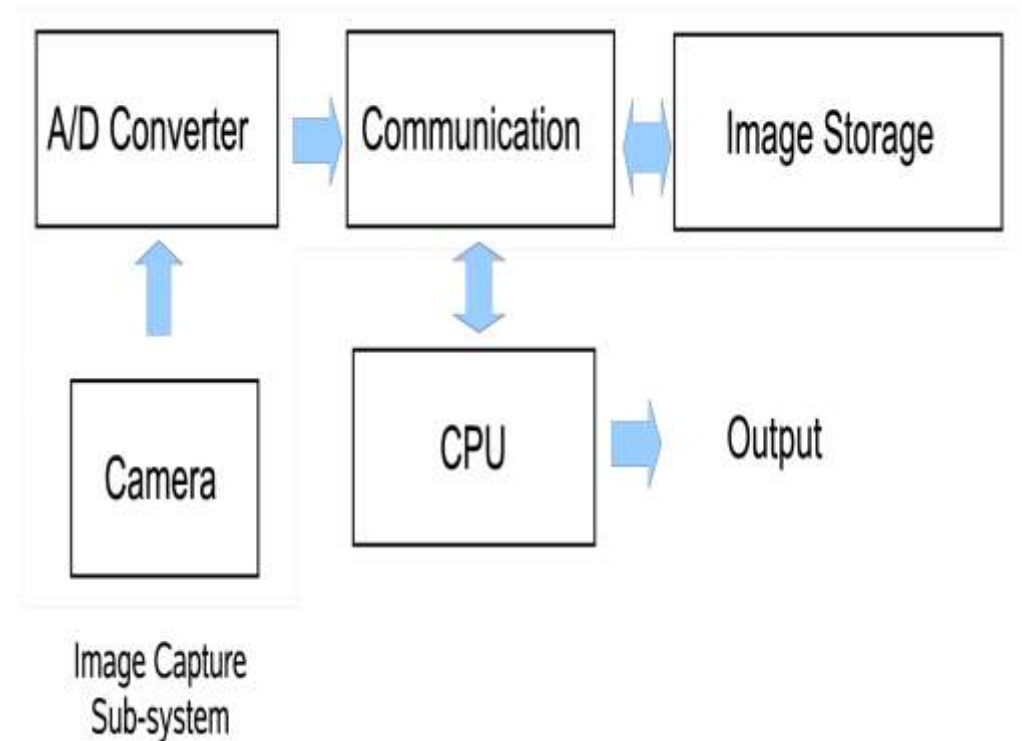 A/D Converter
Communication
Image Storage
Camera
CPU
Output
Image Capture
Sub-system